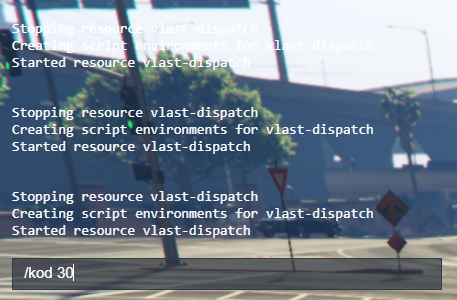 Stopping resource vlast-dispatch
Creating script environments for vlast-dispatch
Started resource vlast-dispatch
Stopping resource vlast-dispatch
Creating script environments for vlast-dispatch
Started resource vlast-dispatch
Stopping resource vlast-dispatch
Creating script environments for vlast-dispatch
Started resource vlast-dispatch
/kod 30